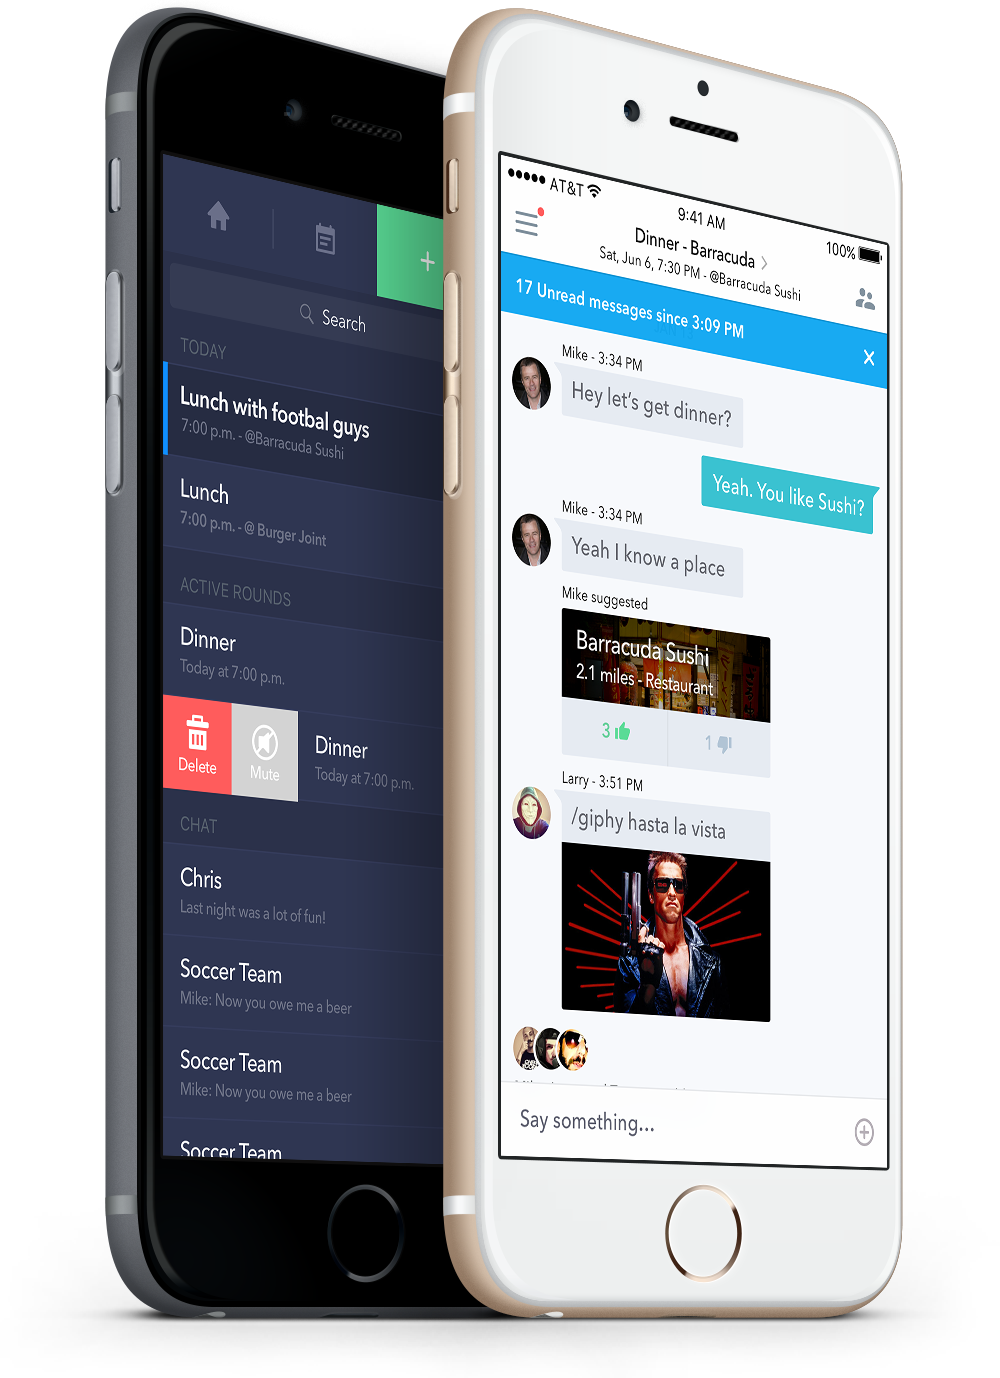 +
Search
TODAY
Lunch with footbal guys
7:00 p.m. - @Barracuda Sushi
Lunch
7:00 p.m. - @ Burger Joint
ACTIVE ROUNDS
Dinner
Today at 7:00 p.m.
Delete
Mute
Dinner
Today at 7:00 p.m.
CHAT
Chris
Last night was a lot of fun!
Soccer Team
Mike: Now you owe me a beer
Soccer Team
Mike: Now you owe me a beer
Soccer Team
AT&T
9:41 AM
100%
Dinner - Barracuda
Sat, Jun 6, 7:30 PM - @Barracuda Sushi
17 Unread messages since 3:09 PM
Mike - 3:34 PM
Hey let's get dinner?
Yeah. You like Sushi?
Mike - 3:34 PM
Yeah I know a place
Mike suggested
Barracuda Sushi
2.1 miles - Restaurant
3
1
Larry - 3:51 PM
/giphy hasta la vista
Say something...